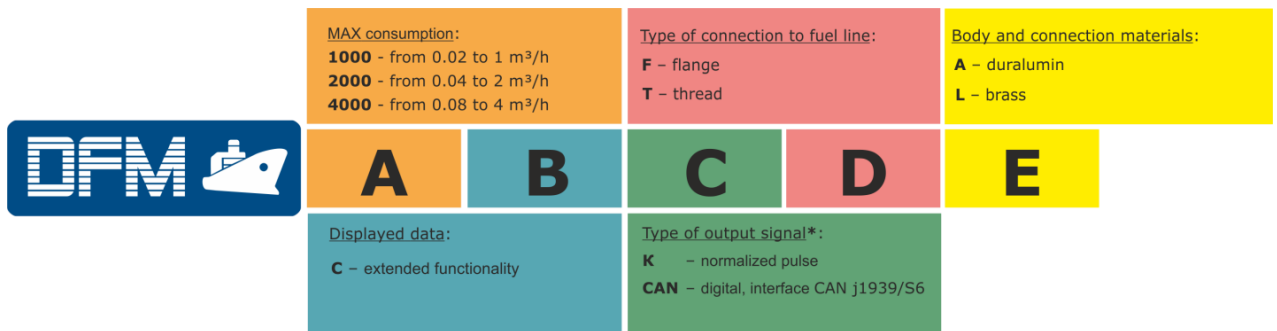 MAX consumption:
1000 - from 0.02 to 1 m³/h
2000 - from 0.04 to 2 m³/h
4000 - from 0.08 to 4 m³/h
Type of connection to fuel line:
F – flange
T – thread
Body and connection materials:
A – duralumin
L – brass
DFM
A B C D E
Displayed data:
C – extended functionality
Type of output signal*:
K – normalized pulse
CAN – digital, interface CAN j1939/S6